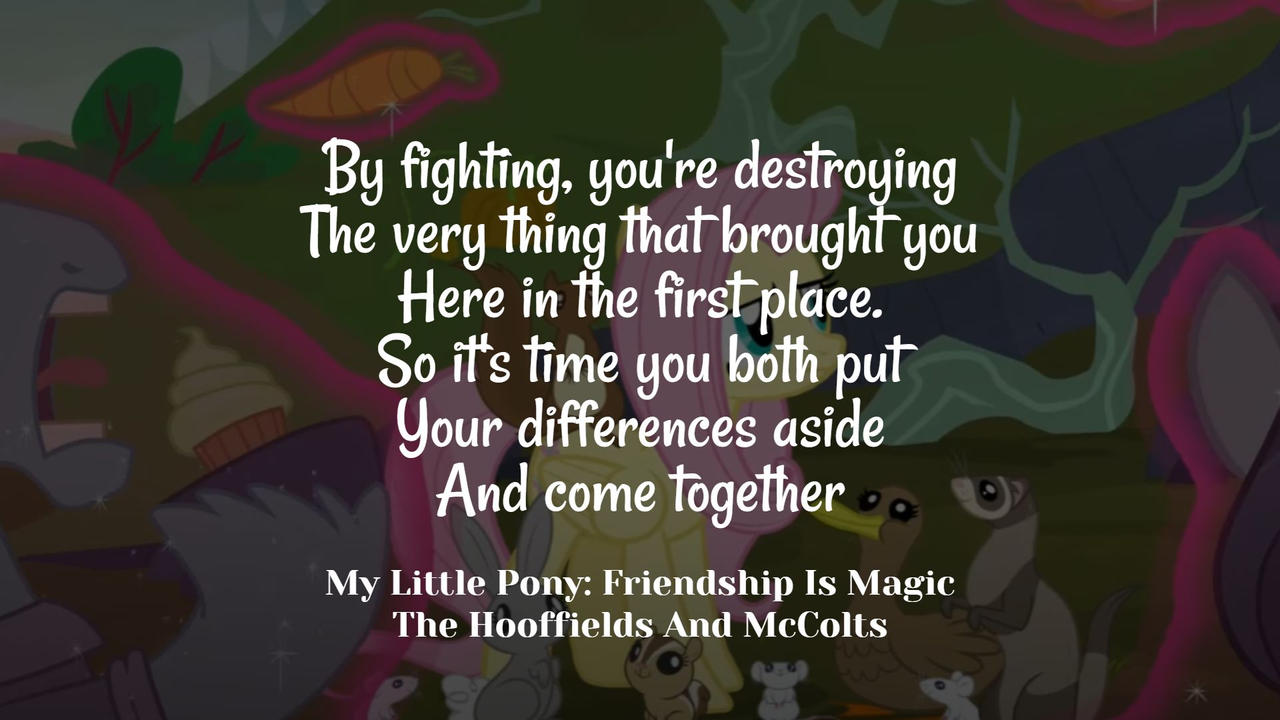 By fighting, you're destroying
The very thing that brought you
Here in the first place.
So it's time you both put
Your differences aside
And come together
My Little Pony: Friendship Is Magic
The Hooffields And McColts